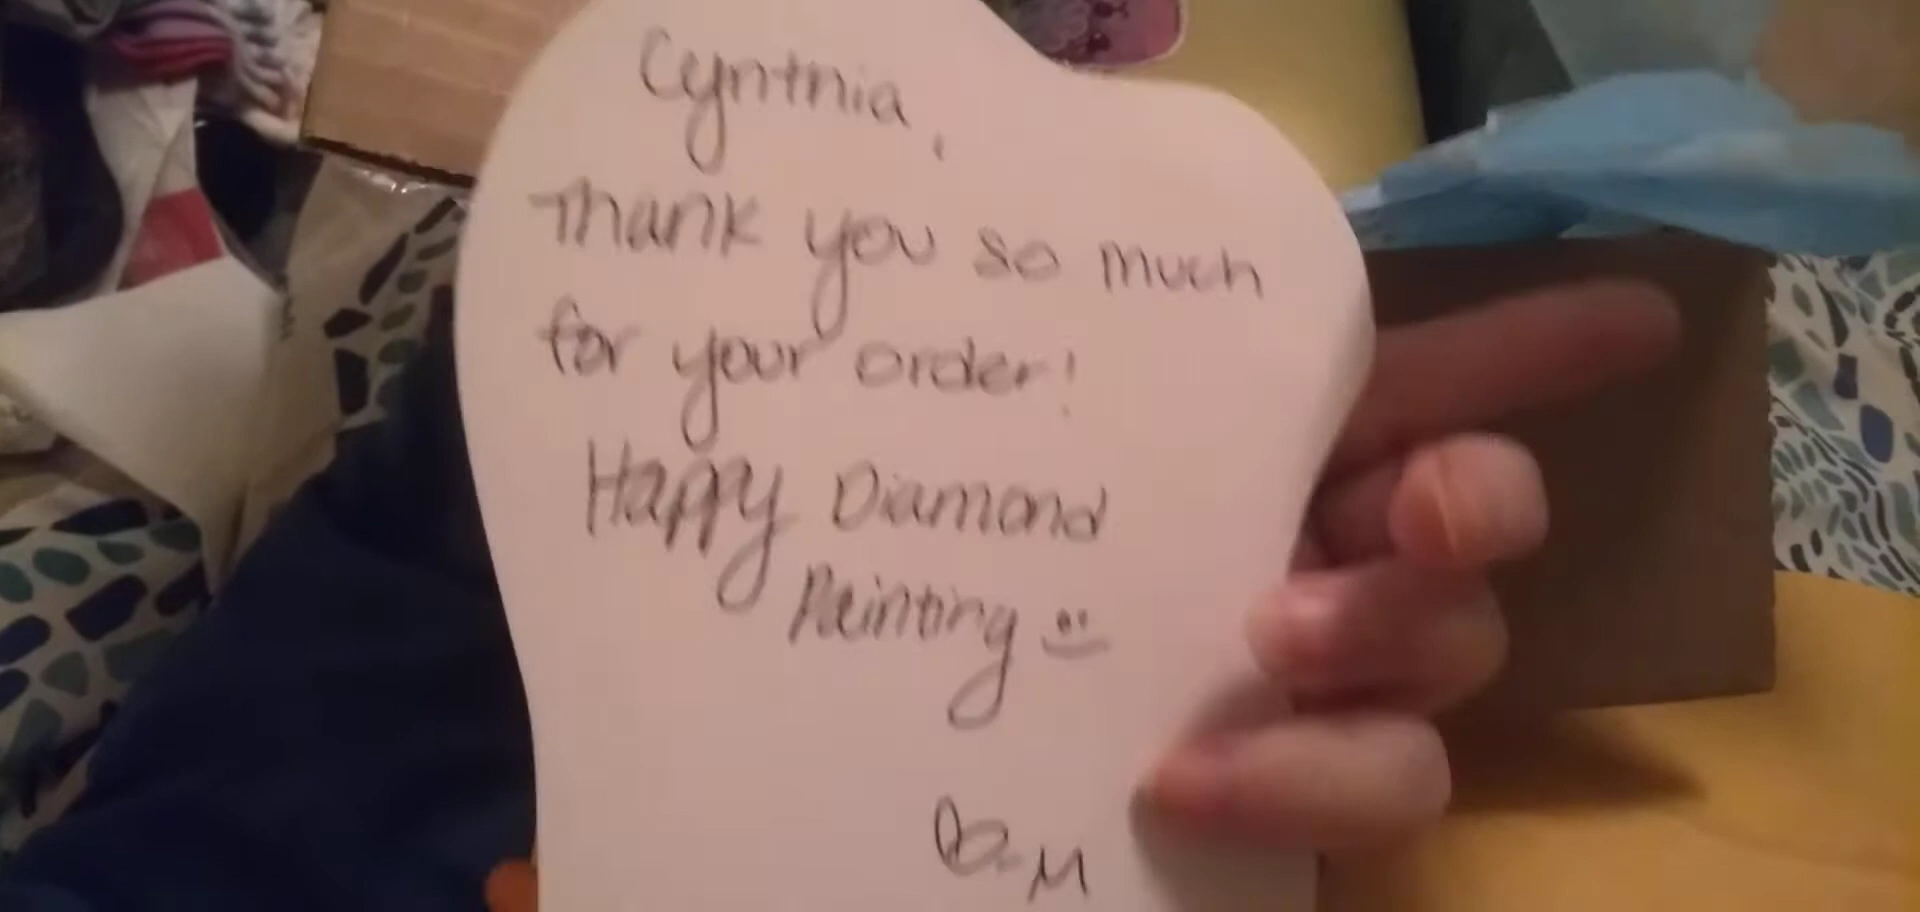 Cynthia,
Thank you so much
for your order!
Happy Diamond
Painting
M